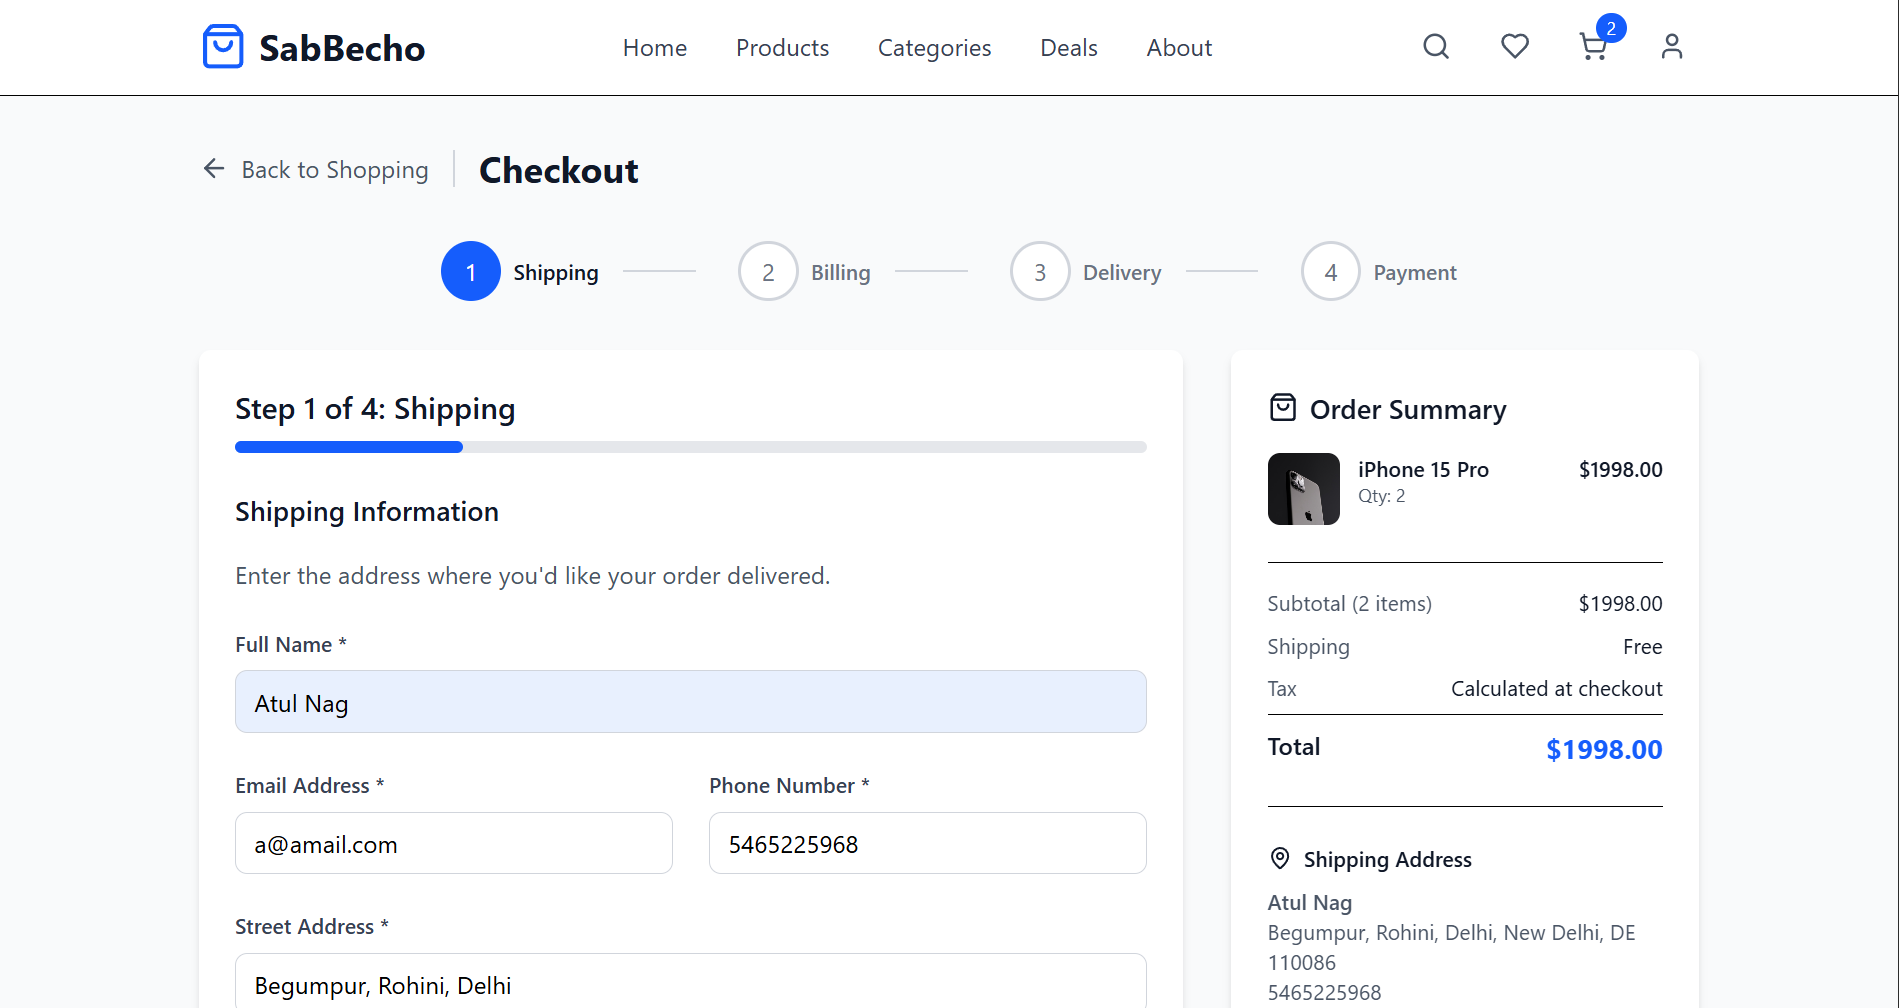 SabBecho
Home Products Categories Deals About
2
Back to Shopping
Checkout
1 Shipping 2 Billing 3 Delivery 4 Payment
Step 1 of 4: Shipping
Shipping Information
Enter the address where you'd like your order delivered.
Full Name *
Atul Nag
Email Address * Phone Number *
a@amail.com 5465225968
Street Address *
Begumpur, Rohini, Delhi
Order Summary
iPhone 15 Pro $1998.00
Qty: 2
Subtotal (2 items) $1998.00
Shipping Free
Tax Calculated at checkout
Total $1998.00
Shipping Address
Atul Nag
Begumpur, Rohini, Delhi, New Delhi, DE
110086
5465225968